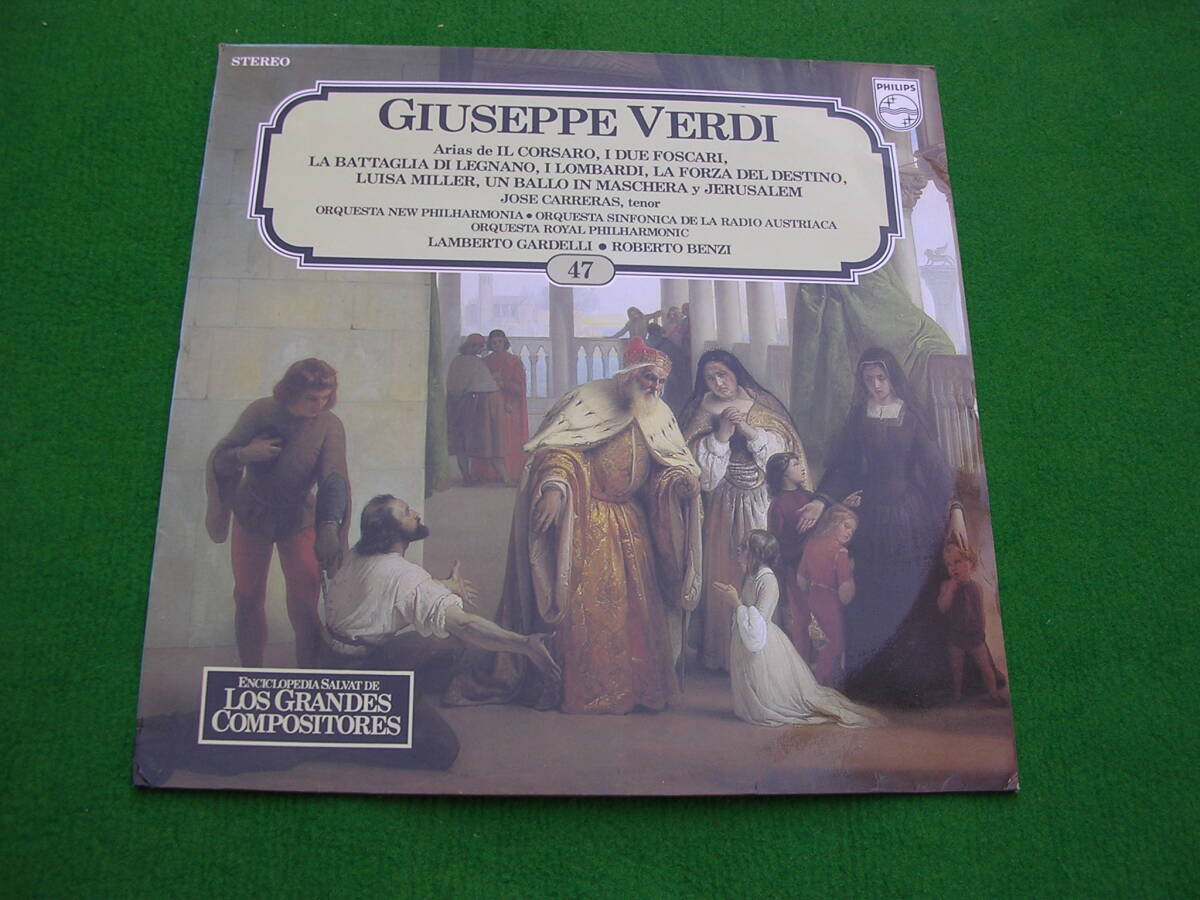 STEREO
PHILIPS
GIUSEPPE VERDI
Arias de IL CORSARO, I DUE FOSCARI,
LA BATTAGLIA DI LEGNANO, I LOMBARDI, LA FORZA DEL DESTINO,
LUISA MILLER, UN BALLO IN MASCHERA y JERUSALEM
JOSE CARRERAS, tenor
ORQUESTA NEW PHILHARMONIA • ORQUESTA SINFONICA DE LA RADIO AUSTRIACA
ORQUESTA ROYAL PHILHARMONIC
LAMBERTO GARDELLI • ROBERTO BENZI
47
ENCICLOPEDIA SALVAT DE
LOS GRANDES
COMPOSITORES